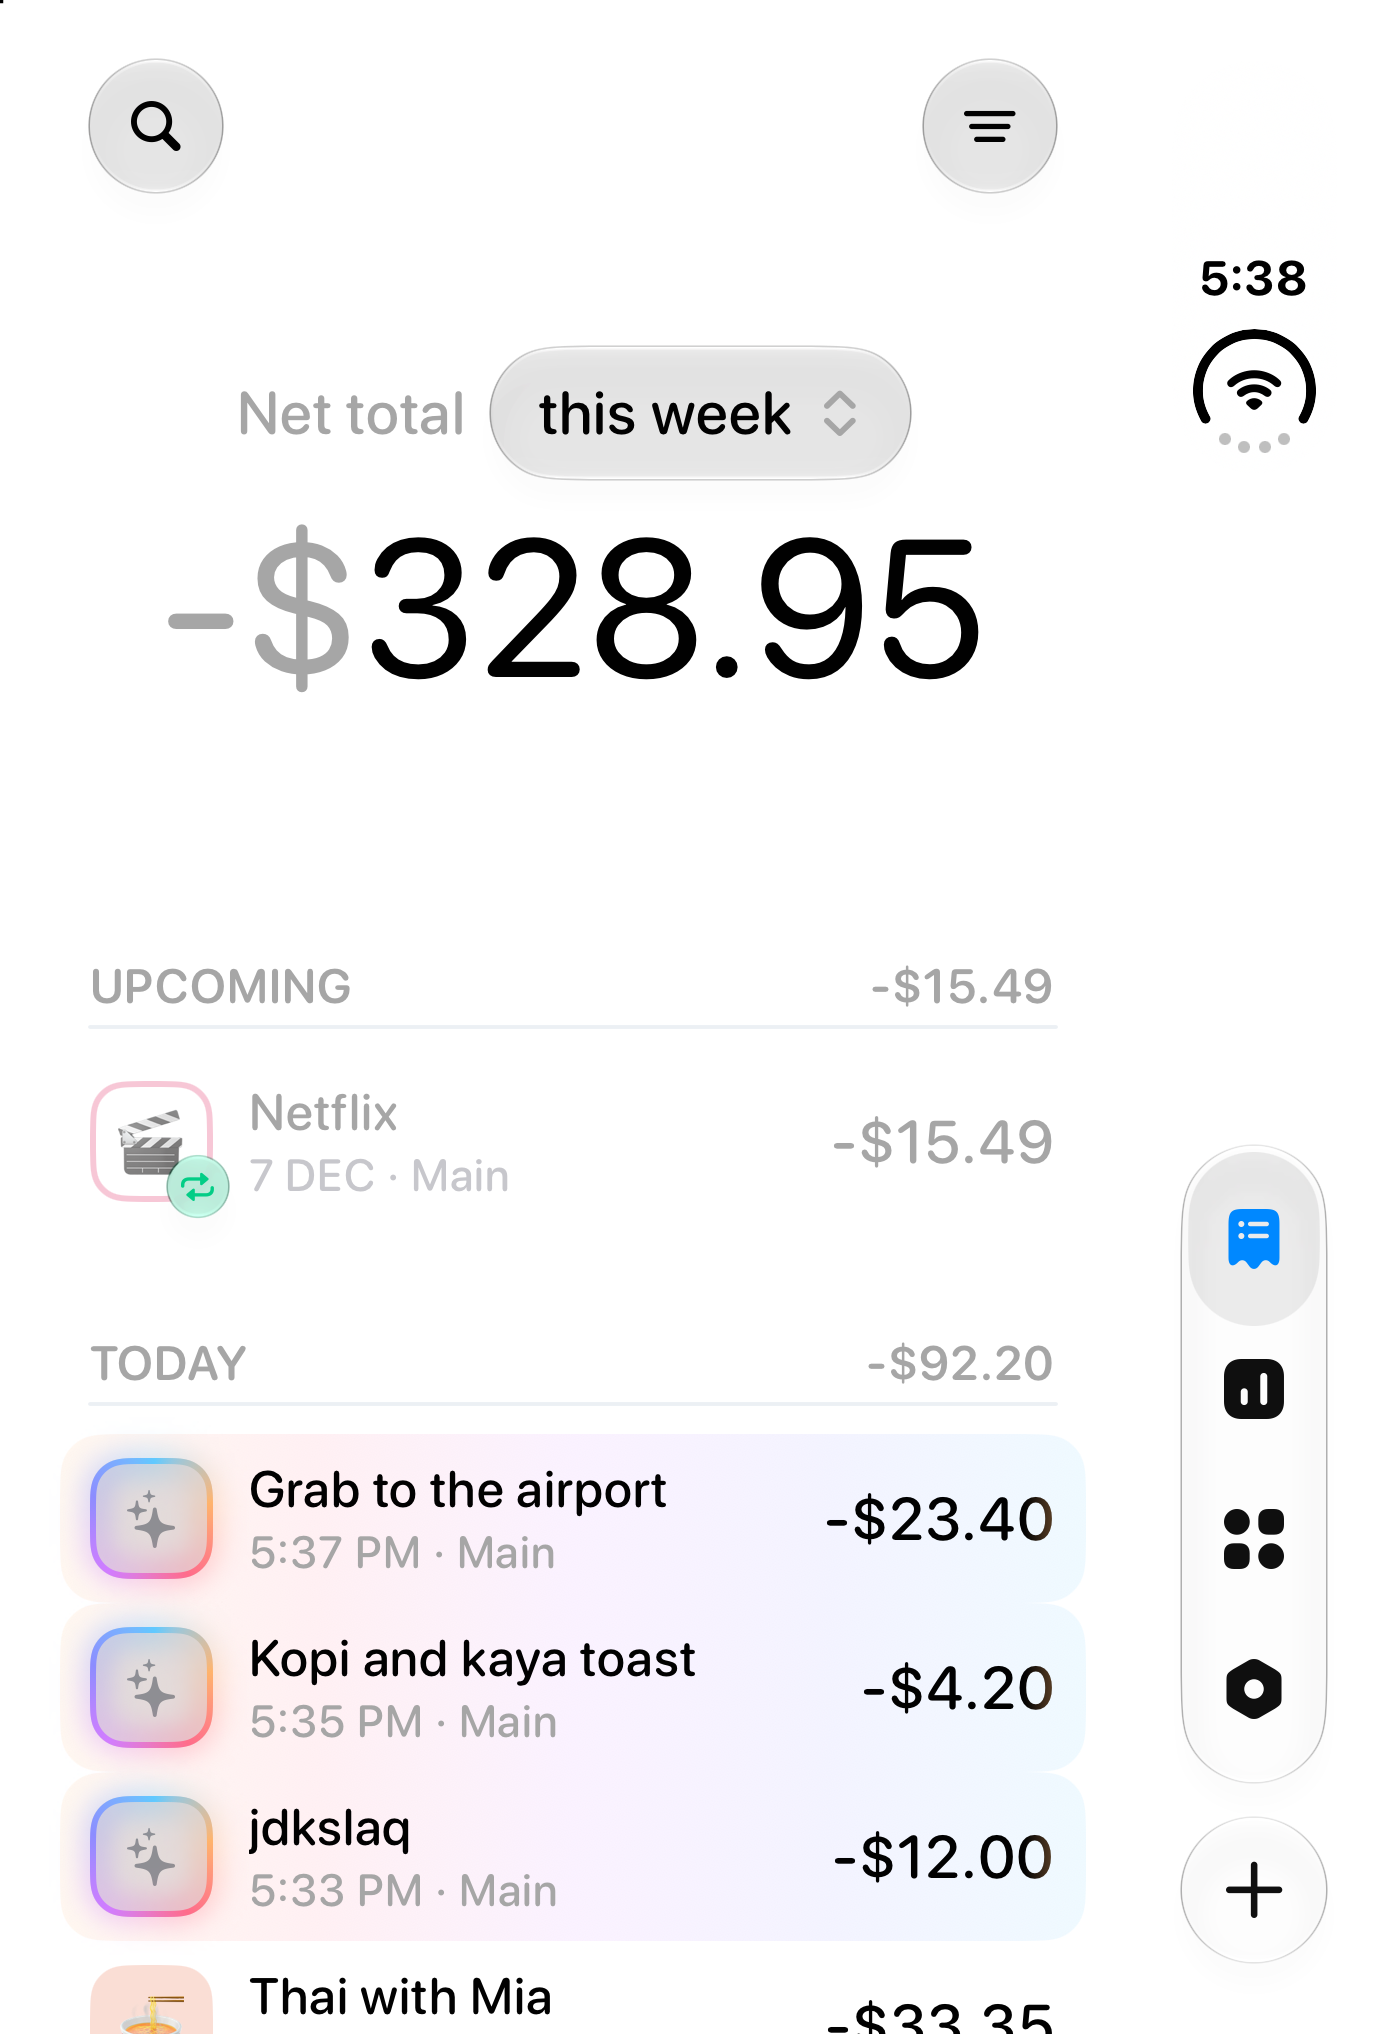 5:38
Net total this week
-$328.95
UPCOMING -$15.49
Netflix -$15.49
7 DEC · Main
TODAY -$92.20
Grab to the airport -$23.40
5:37 PM · Main
Kopi and kaya toast -$4.20
5:35 PM · Main
jdkslaq -$12.00
5:33 PM · Main
Thai with Mia -$33.35